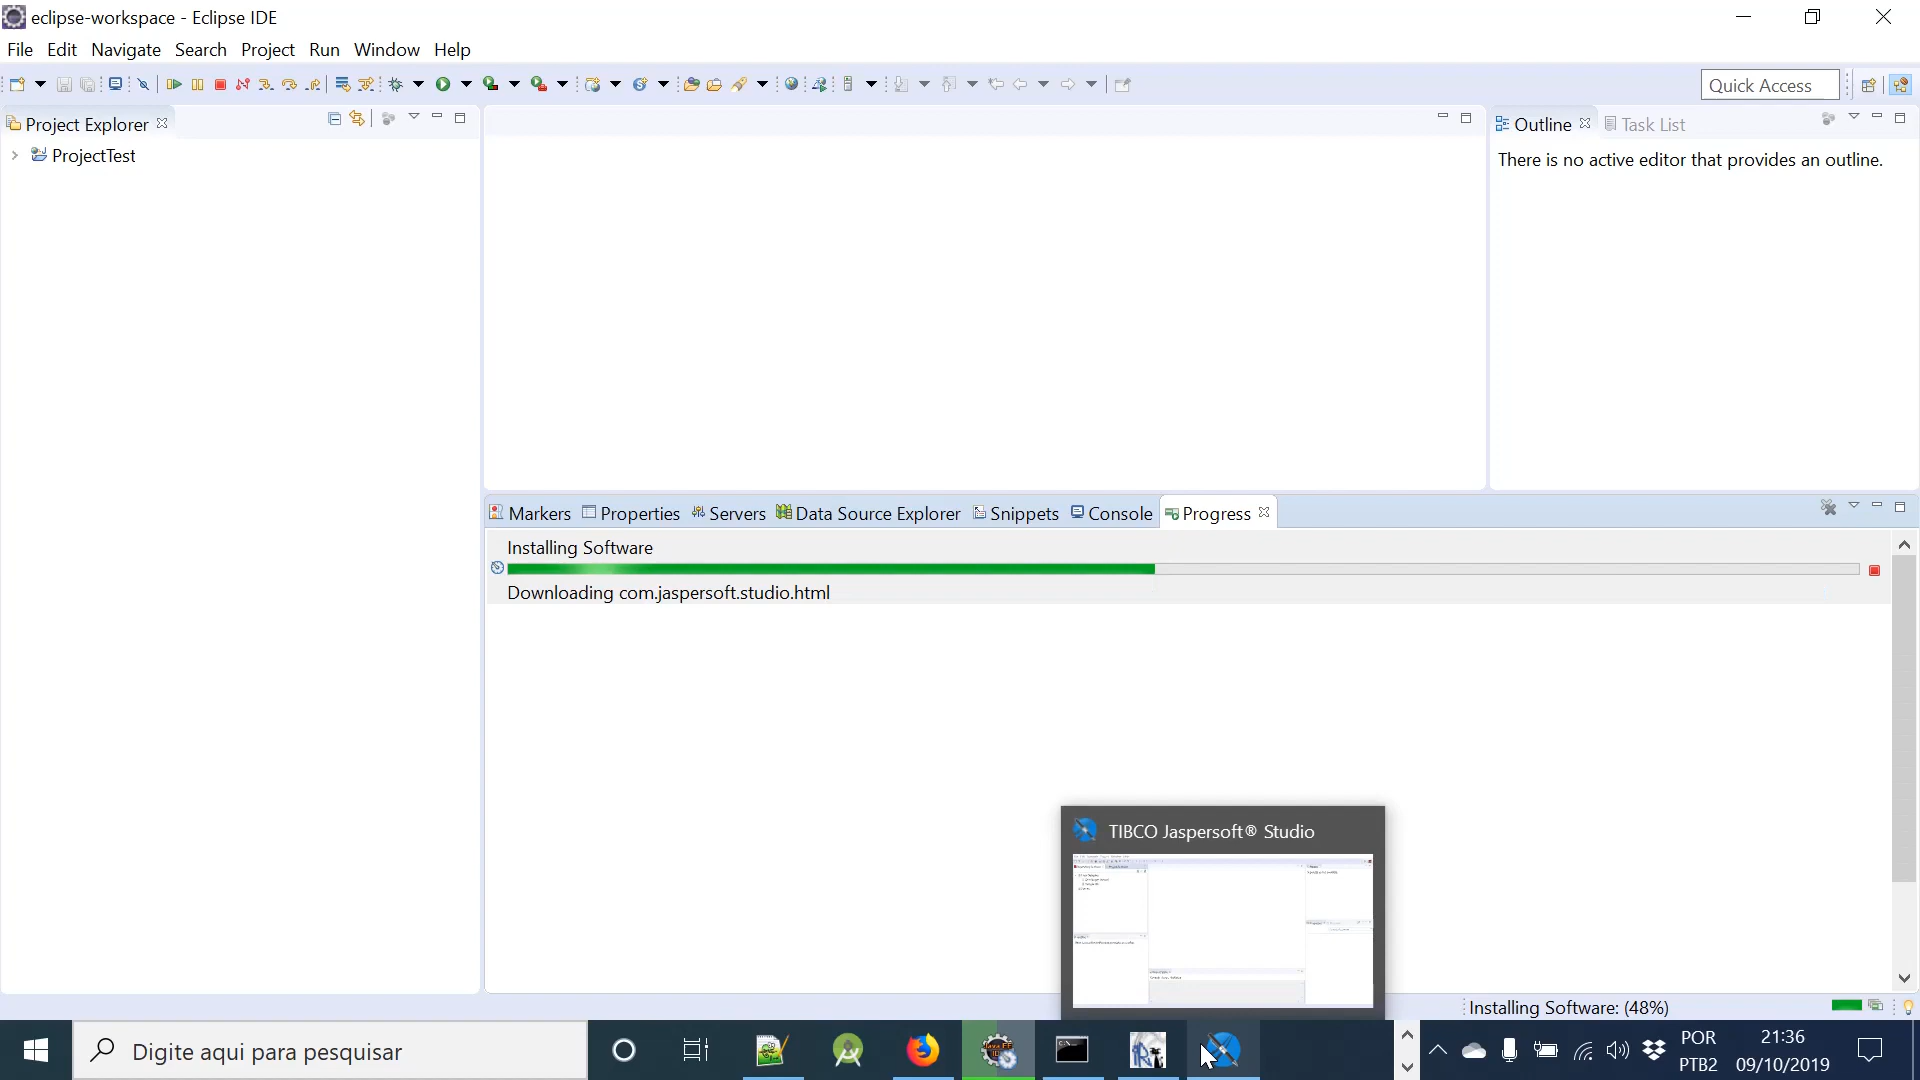 eclipse-workspace - Eclipse IDE
File Edit Navigate Search Project Run Window Help
Quick Access
Project Explorer
ProjectTest
Outline Task List
There is no active editor that provides an outline.
Markers Properties Servers Data Source Explorer Snippets Console Progress
Installing Software
Downloading com.jaspersoft.studio.html
TIBCO Jaspersoft® Studio
Installing Software: (48%)
Digite aqui para pesquisar
POR
PTB2
21:36
09/10/2019